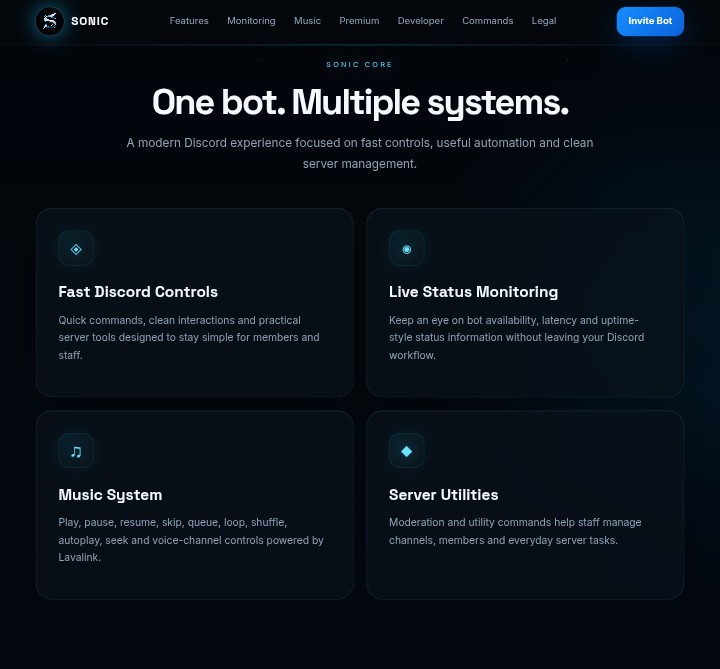 SONIC
Features Monitoring Music Premium Developer Commands Legal
Invite Bot
SONIC CORE
One bot. Multiple systems.
A modern Discord experience focused on fast controls, useful automation and clean
server management.
Fast Discord Controls
Quick commands, clean interactions and practical
server tools designed to stay simple for members and
staff.
Live Status Monitoring
Keep an eye on bot availability, latency and uptime-
style status information without leaving your Discord
workflow.
Music System
Play, pause, resume, skip, queue, loop, shuffle,
autoplay, seek and voice-channel controls powered by
Lavalink.
Server Utilities
Moderation and utility commands help staff manage
channels, members and everyday server tasks.